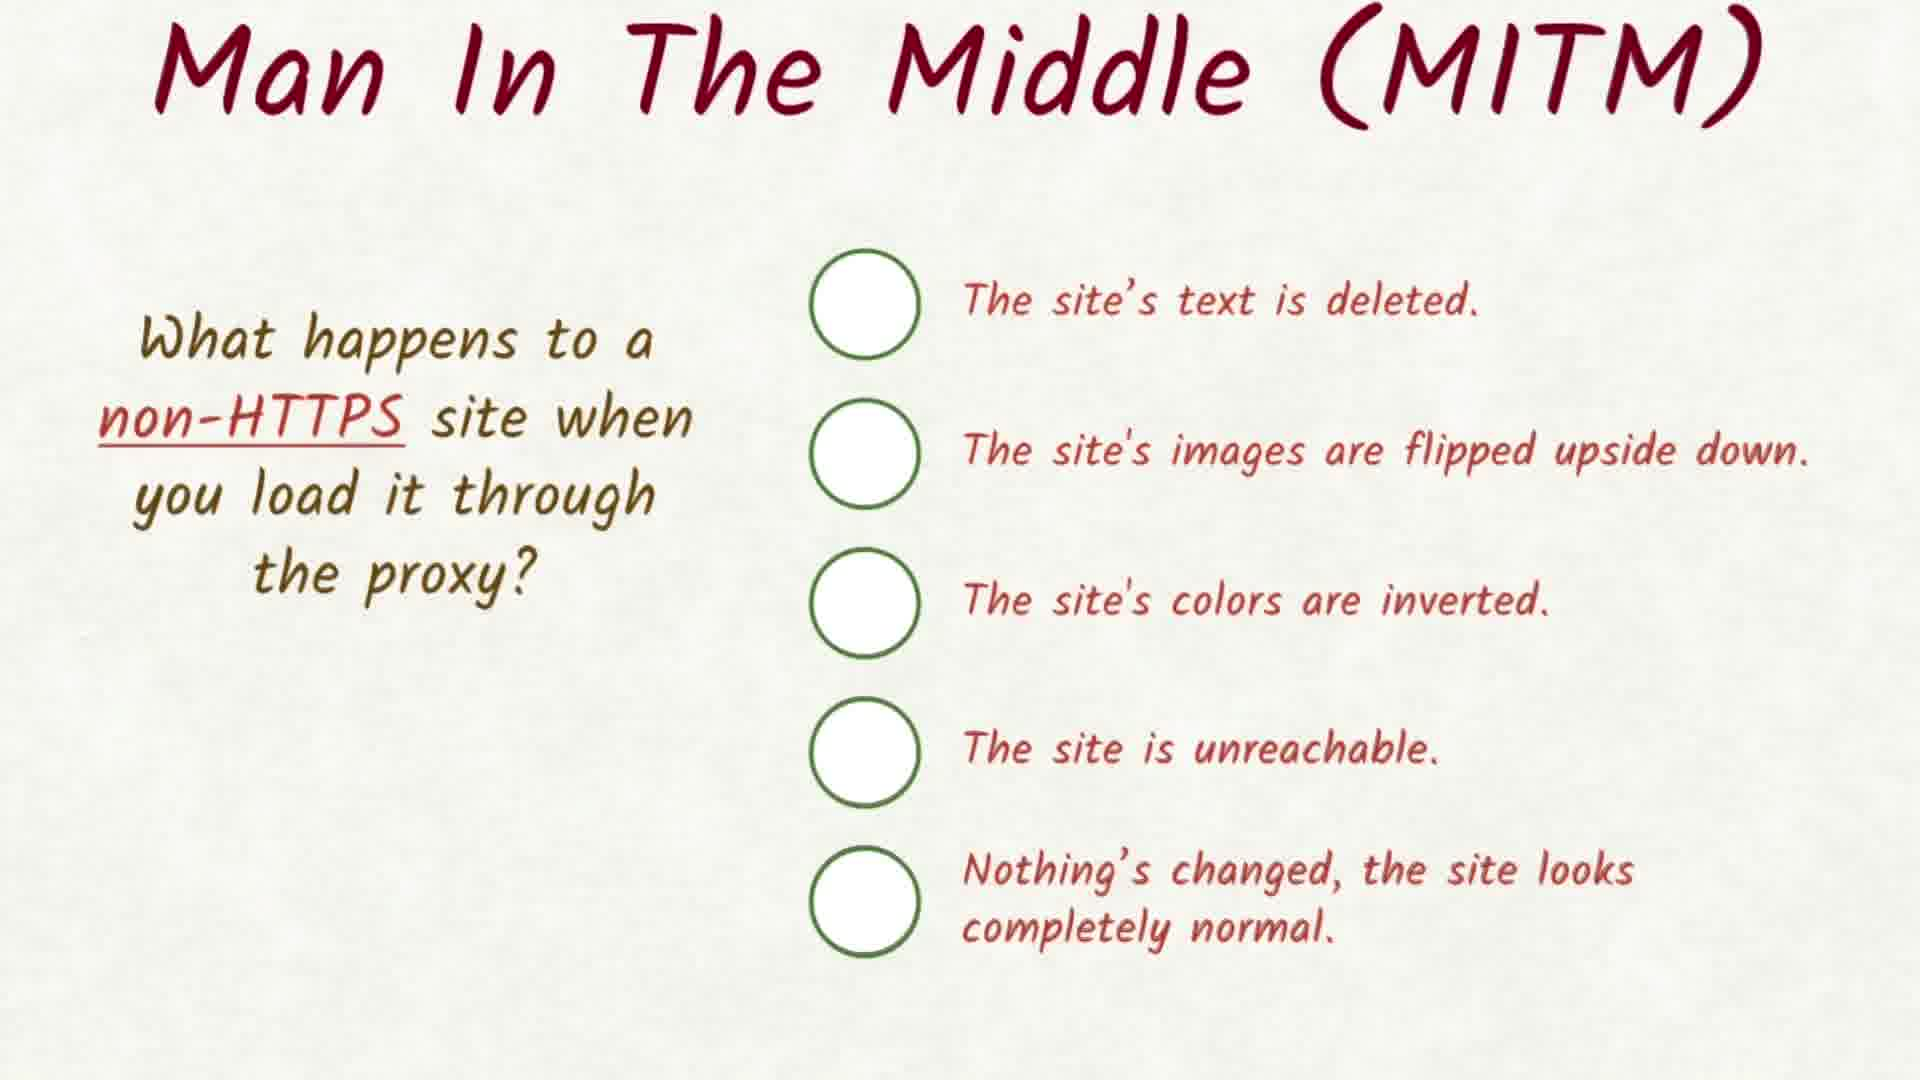 Man In The Middle (MITM)
What happens to a
non-HTTPS site when
you load it through
the proxy?
The site’s text is deleted.
The site's images are flipped upside down.
The site's colors are inverted.
The site is unreachable.
Nothing’s changed, the site looks
completely normal.